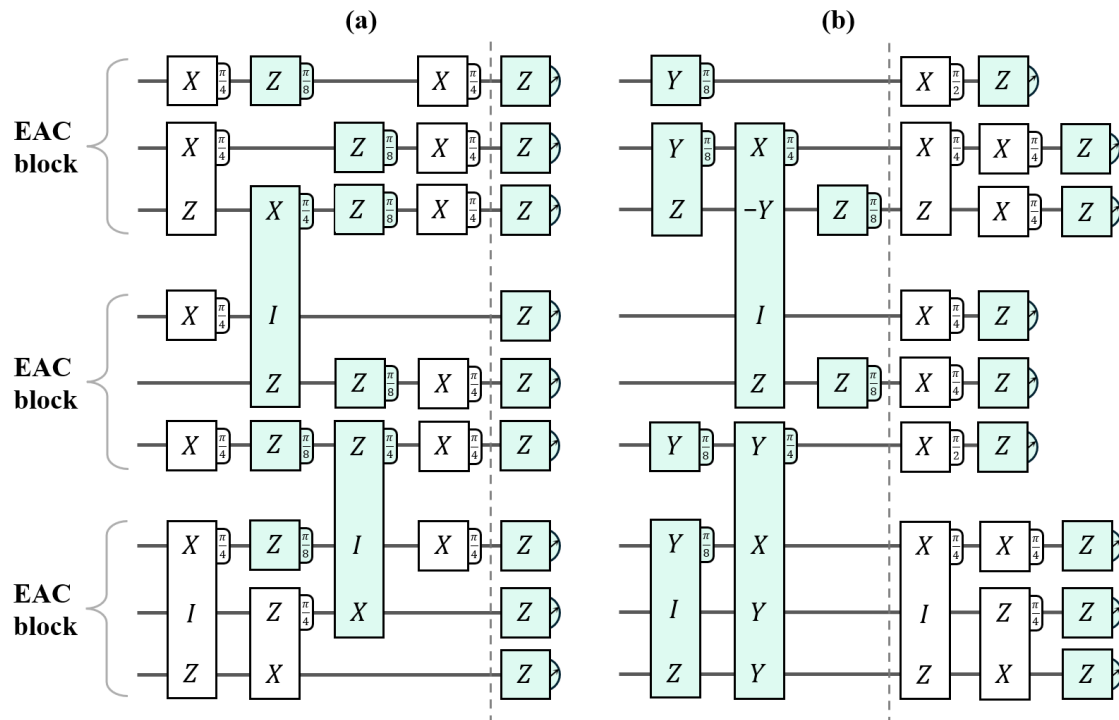 (a) (b)
X π/4 Z π/8 X π/4 Z Y π/8 X π/2 Z
EAC
block
X π/4 Z π/8 X π/4 Z Y π/8 X π/4 X π/4 X π/4 Z
Z X π/4 Z π/8 X π/4 Z Z −Y Z π/8 Z X π/4 Z
X π/4 I Z I X π/4 Z
EAC
block
Z Z π/8 X π/4 Z Z Z π/8 X π/4 Z
X π/4 Z π/8 Z π/4 X π/4 Z Y π/8 Y π/4 X π/2 Z
X π/4 Z π/8 I X π/4 Z Y π/8 X X π/4 X π/4 Z
EAC
block
I Z π/4 X Z I Y I Z π/4 Z
Z X Z Z Y Z X Z